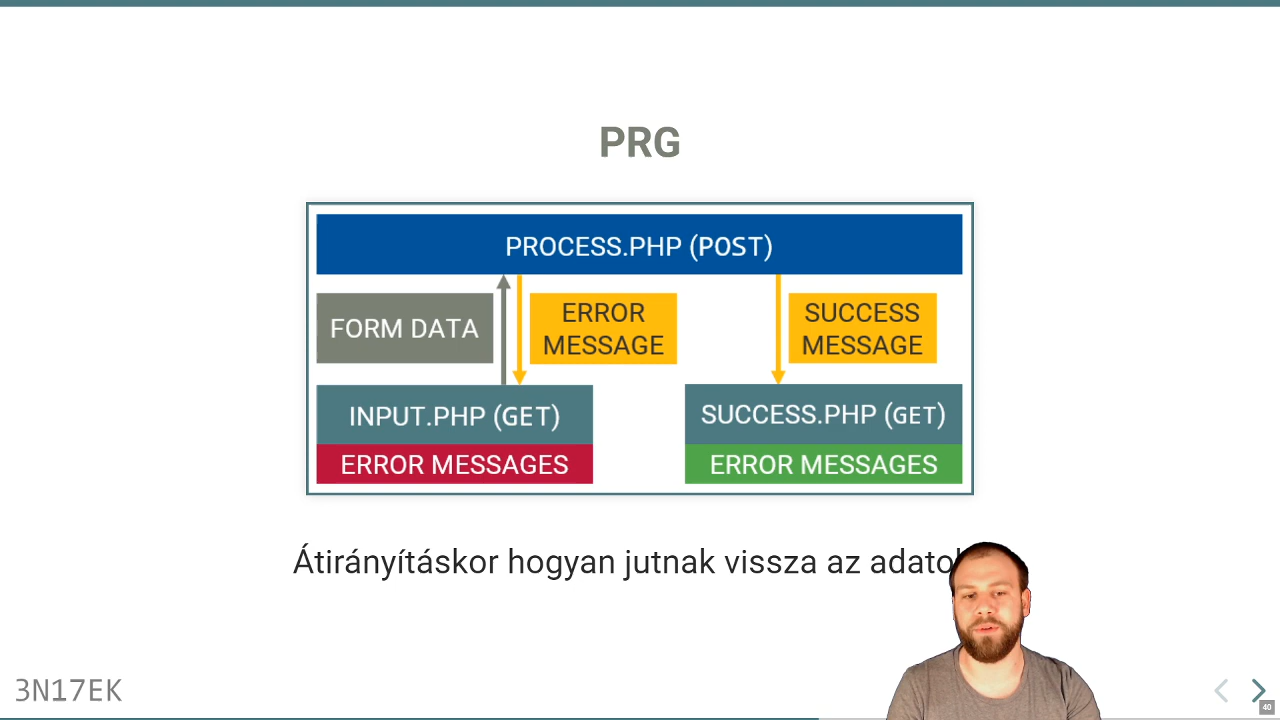 PRG
PROCESS.PHP (POST)
FORM DATA
ERROR
MESSAGE
SUCCESS
MESSAGE
INPUT.PHP (GET)
ERROR MESSAGES
SUCCESS.PHP (GET)
ERROR MESSAGES
Átirányításkor hogyan jutnak vissza az
3N17EK
40